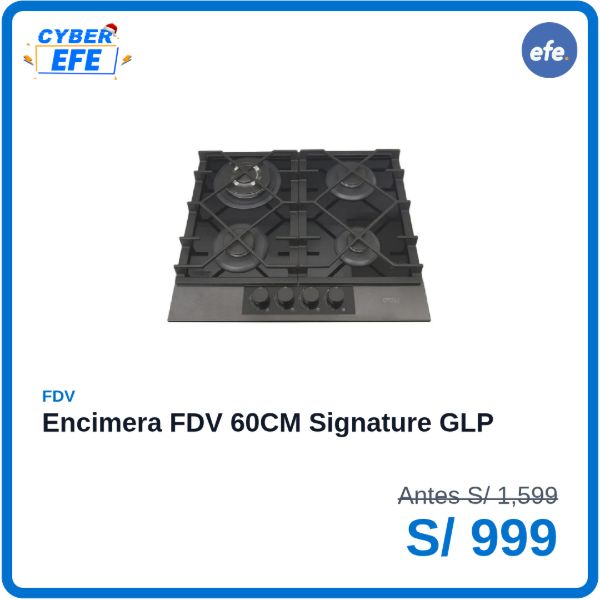 CYBER
EFE
efe.
FDV
Encimera FDV 60CM Signature GLP
Antes S/ 1,599
S/ 999